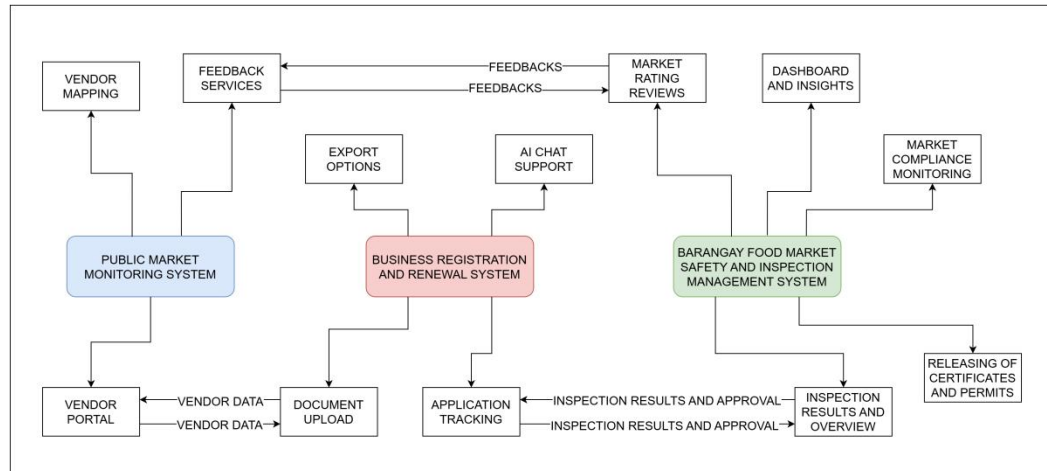 VENDOR
MAPPING
FEEDBACK
SERVICES
FEEDBACKS
FEEDBACKS
MARKET
RATING
REVIEWS
DASHBOARD
AND INSIGHTS
EXPORT
OPTIONS
AI CHAT
SUPPORT
MARKET
COMPLIANCE
MONITORING
PUBLIC MARKET
MONITORING SYSTEM
BUSINESS REGISTRATION
AND RENEWAL SYSTEM
BARANGAY FOOD MARKET
SAFETY AND INSPECTION
MANAGEMENT SYSTEM
VENDOR
PORTAL
VENDOR DATA
VENDOR DATA
DOCUMENT
UPLOAD
APPLICATION
TRACKING
INSPECTION RESULTS AND APPROVAL
INSPECTION RESULTS AND APPROVAL
INSPECTION
RESULTS AND
OVERVIEW
RELEASING OF
CERTIFICATES
AND PERMITS